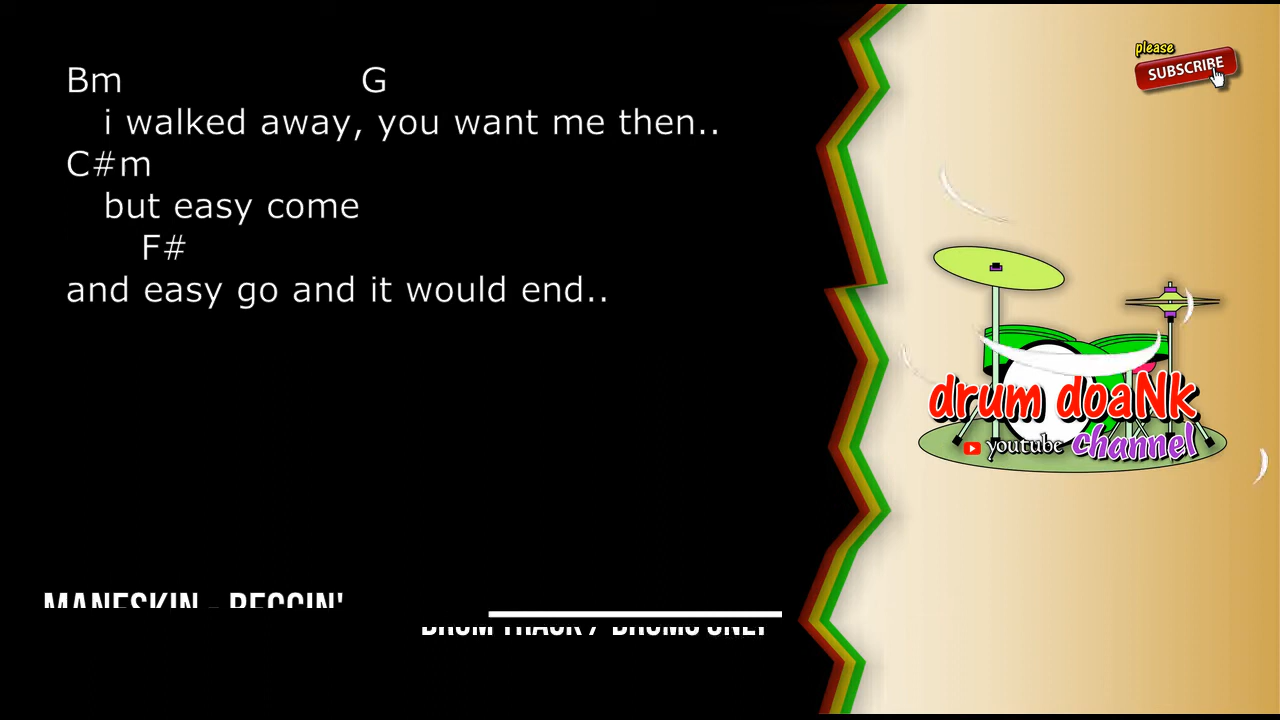 Bm G
i walked away, you want me then..
C#m
but easy come
F#
and easy go and it would end..
MANESKIN - BEGGIN'
DRUM TRACK / DRUMS ONLY
please
SUBSCRIBE
drum doaNk
youtube channel